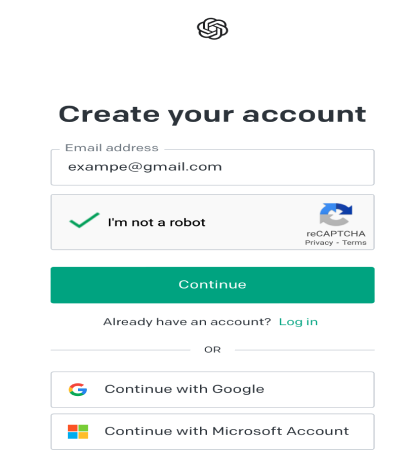 Create your account
Email address
exampe@gmail.com
I'm not a robot
reCAPTCHA
Privacy - Terms
Continue
Already have an account? Log in
OR
Continue with Google
Continue with Microsoft Account